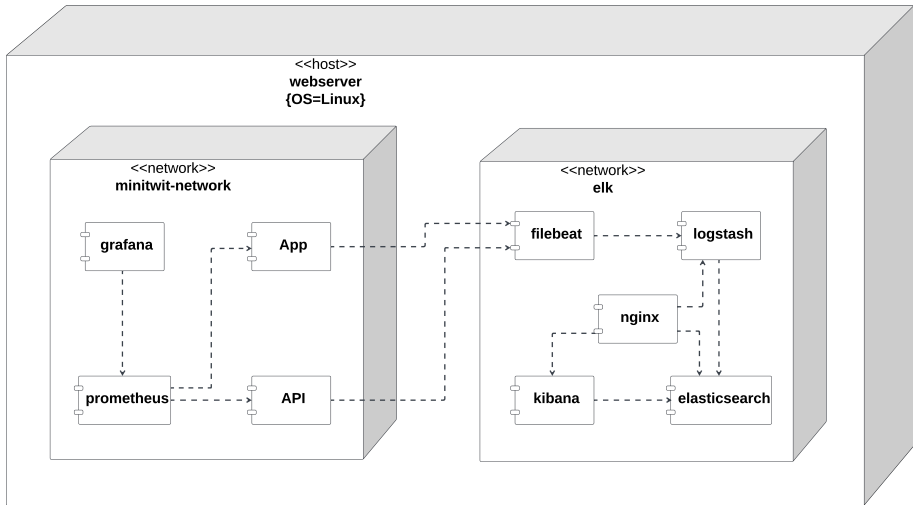 <<host>>
webserver
{OS=Linux}
<<network>>
minitwit-network
grafana
App
prometheus
API
<<network>>
elk
filebeat
logstash
nginx
kibana
elasticsearch